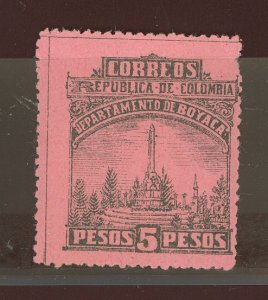 CORREOS
REPUBLICA DE COLOMBIA
DEPARTAMENTO DE BOYACA
PESOS 5 PESOS